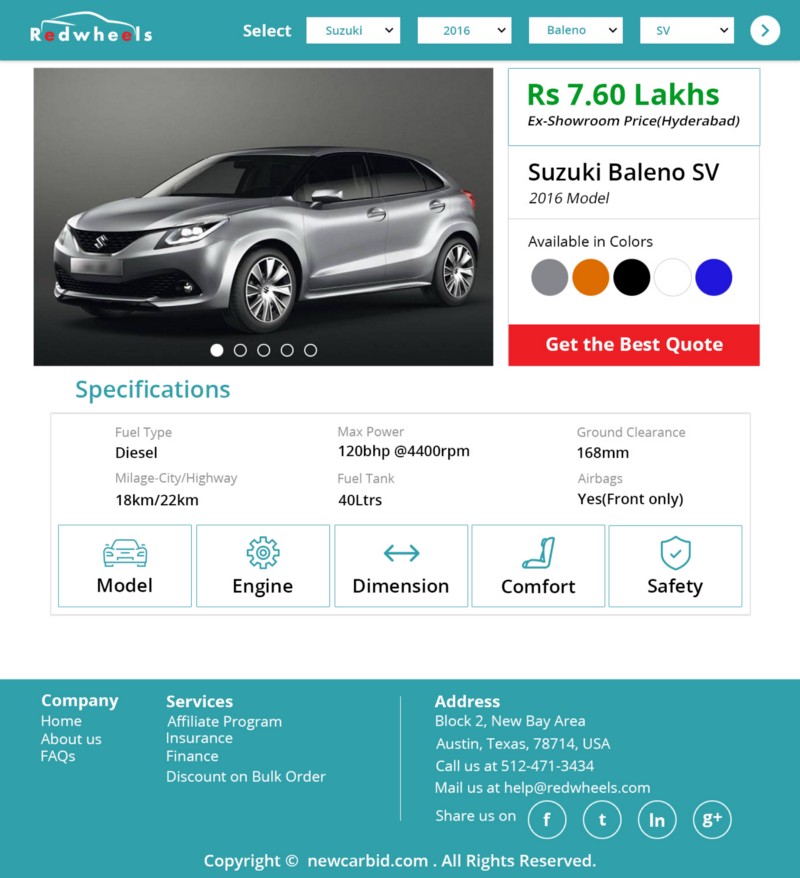 Redwheels
Select Suzuki 2016 Baleno SV
Rs 7.60 Lakhs
Ex-Showroom Price(Hyderabad)
Suzuki Baleno SV
2016 Model
Available in Colors
Get the Best Quote
Specifications
Fuel Type Max Power Ground Clearance
Diesel 120bhp @4400rpm 168mm
Milage-City/Highway Fuel Tank Airbags
18km/22km 40Ltrs Yes(Front only)
Model Engine Dimension Comfort Safety
Company
Home
About us
FAQs
Services
Affiliate Program
Insurance
Finance
Discount on Bulk Order
Address
Block 2, New Bay Area
Austin, Texas, 78714, USA
Call us at 512-471-3434
Mail us at help@redwheels.com
Share us on f t In g+
Copyright © newcarbid.com . All Rights Reserved.